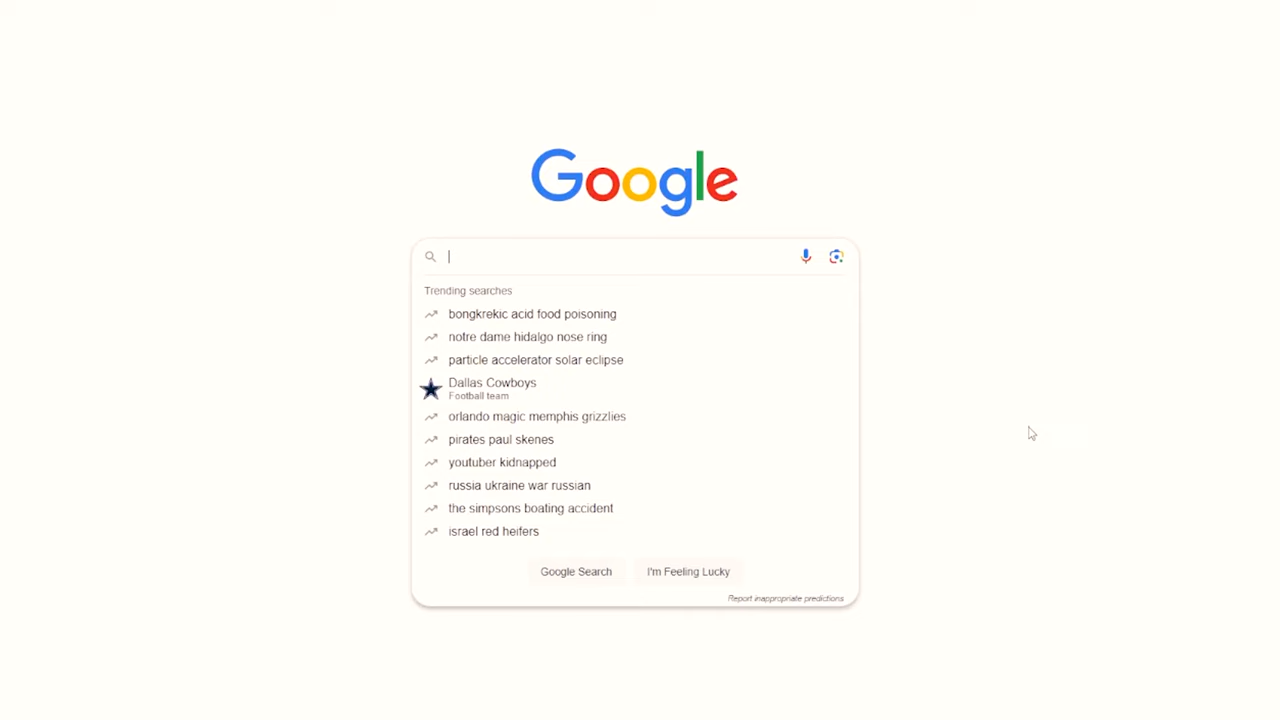 Google
Trending searches
bongkrekic acid food poisoning
notre dame hidalgo nose ring
particle accelerator solar eclipse
Dallas Cowboys
Football team
orlando magic memphis grizzlies
pirates paul skenes
youtuber kidnapped
russia ukraine war russian
the simpsons boating accident
israel red heifers
Google Search
I'm Feeling Lucky
Report inappropriate predictions